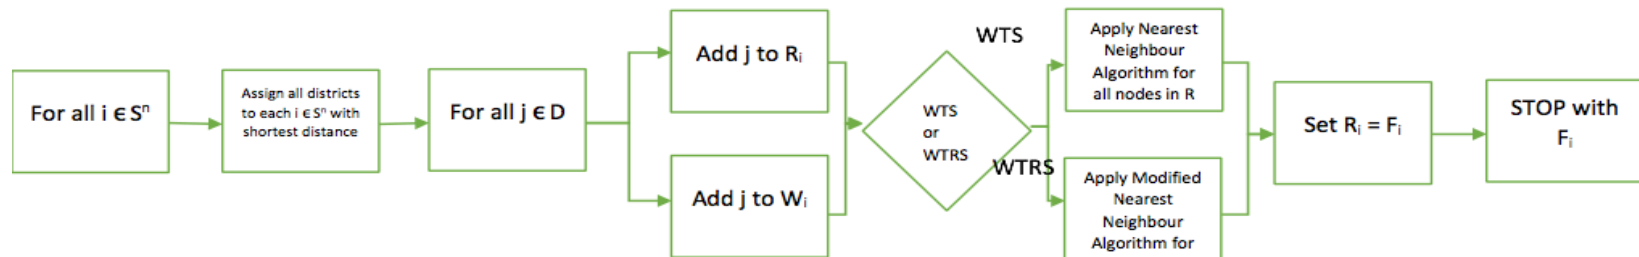 For all i ϵ Sⁿ
Assign all districts
to each i ϵ Sⁿ with
shortest distance
For all j ϵ D
Add j to Rᵢ
Add j to Wᵢ
WTS
or
WTRS
WTS
WTRS
Apply Nearest
Neighbour
Algorithm for
all nodes in R
Apply Modified
Nearest
Neighbour
Algorithm for
Set Rᵢ = Fᵢ
STOP with
Fᵢ